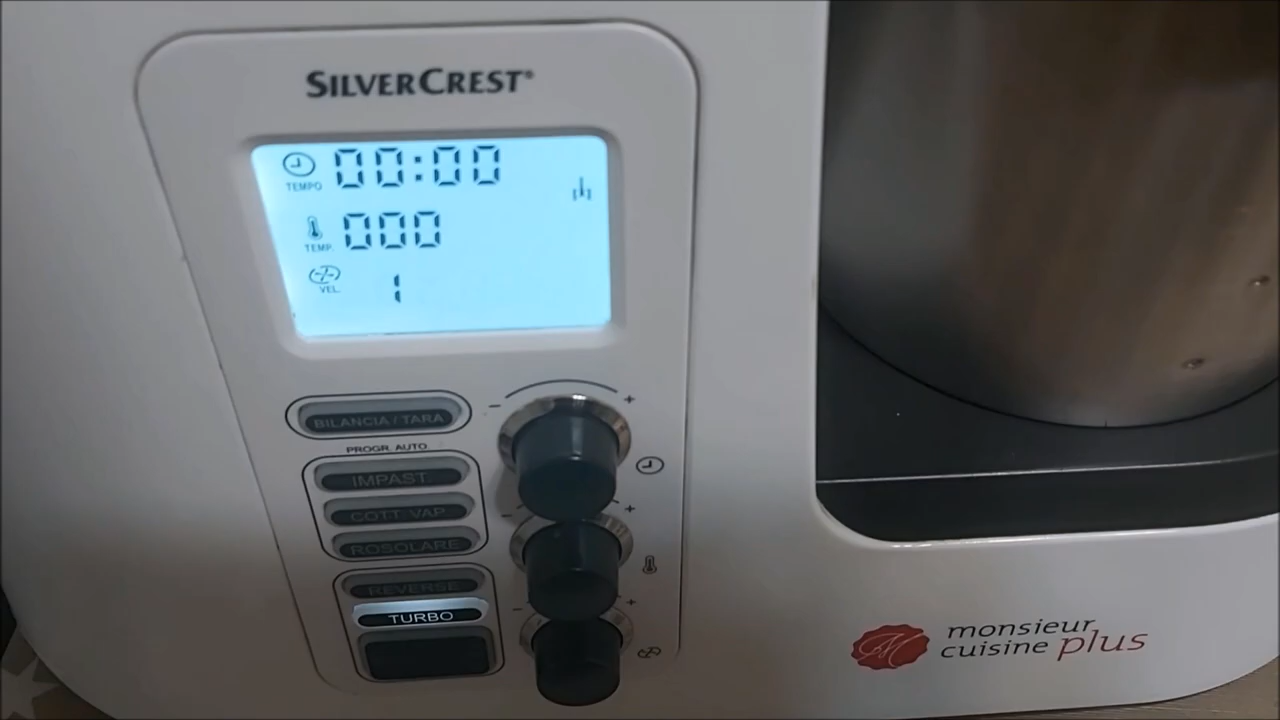 SILVERCREST®
TEMPO 00:00
TEMP. 000
VEL. 1
BILANCIA / TARA
PROGR. AUTO
IMPAST.
COTT. VAP.
ROSOLARE
REVERSE
TURBO
- +
- +
- +
M
monsieur
cuisine plus